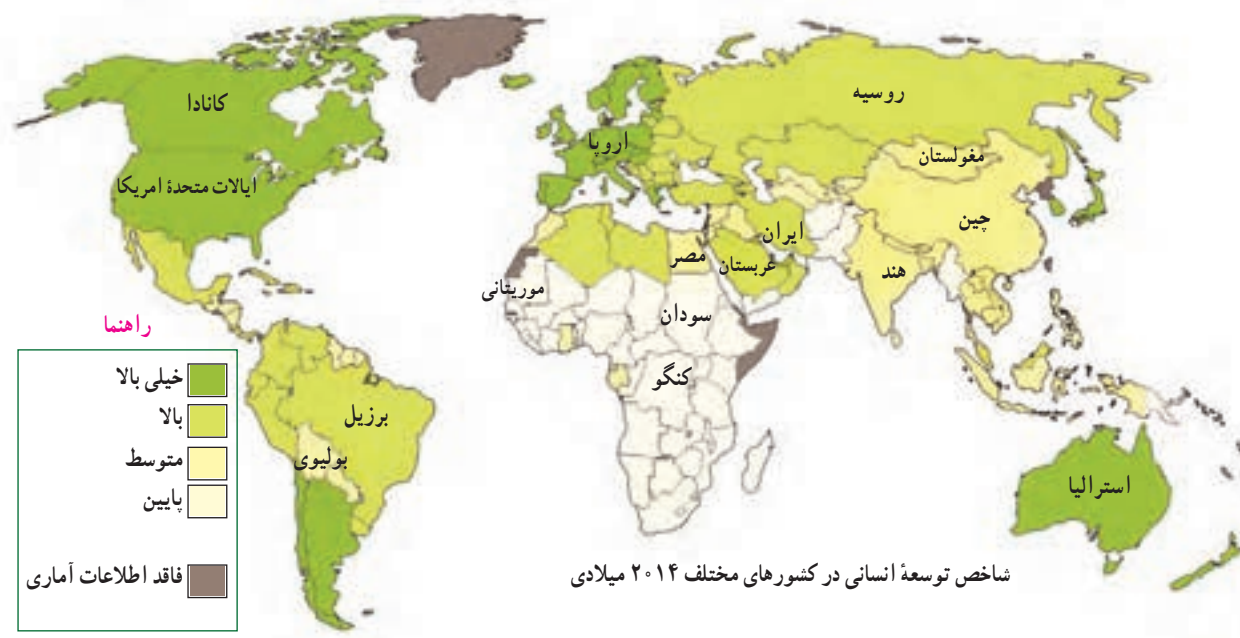 کانادا
ایالات متحدهٔ امریکا
اروپا
روسیه
مغولستان
چین
ایران
هند
عربستان
مصر
موریتانی
سودان
کنگو
برزیل
بولیوی
استرالیا
راهنما
خیلی بالا
بالا
متوسط
پایین
فاقد اطلاعات آماری
شاخص توسعهٔ انسانی در کشورهای مختلف ۲۰۱۴ میلادی